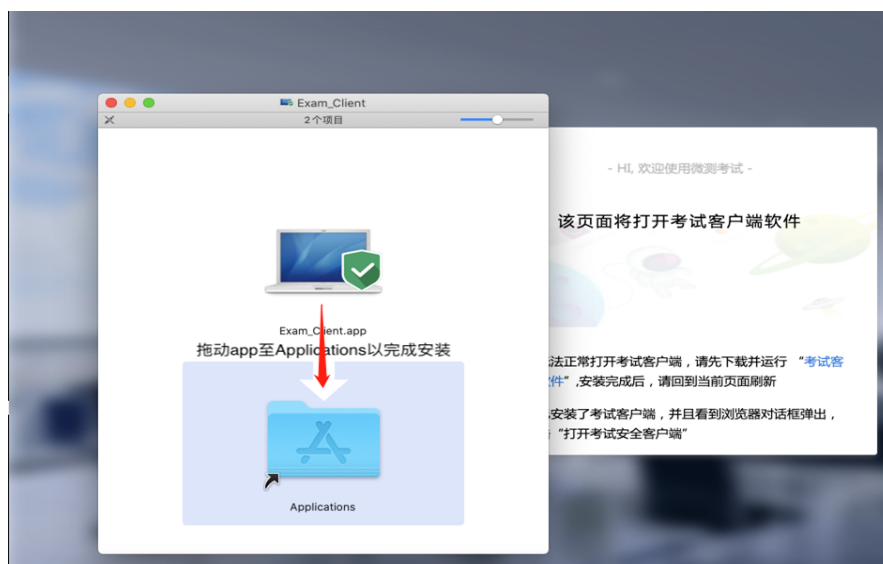 Exam_Client
2个项目
Exam_Client.app
拖动app至Applications以完成安装
Applications
- HI, 欢迎使用微测考试 -
该页面将打开考试客户端软件
法正常打开考试客户端，请先下载并运行 “考试客
件”,安装完成后，请回到当前页面刷新
安装了考试客户端，并且看到浏览器对话框弹出，
“打开考试安全客户端”